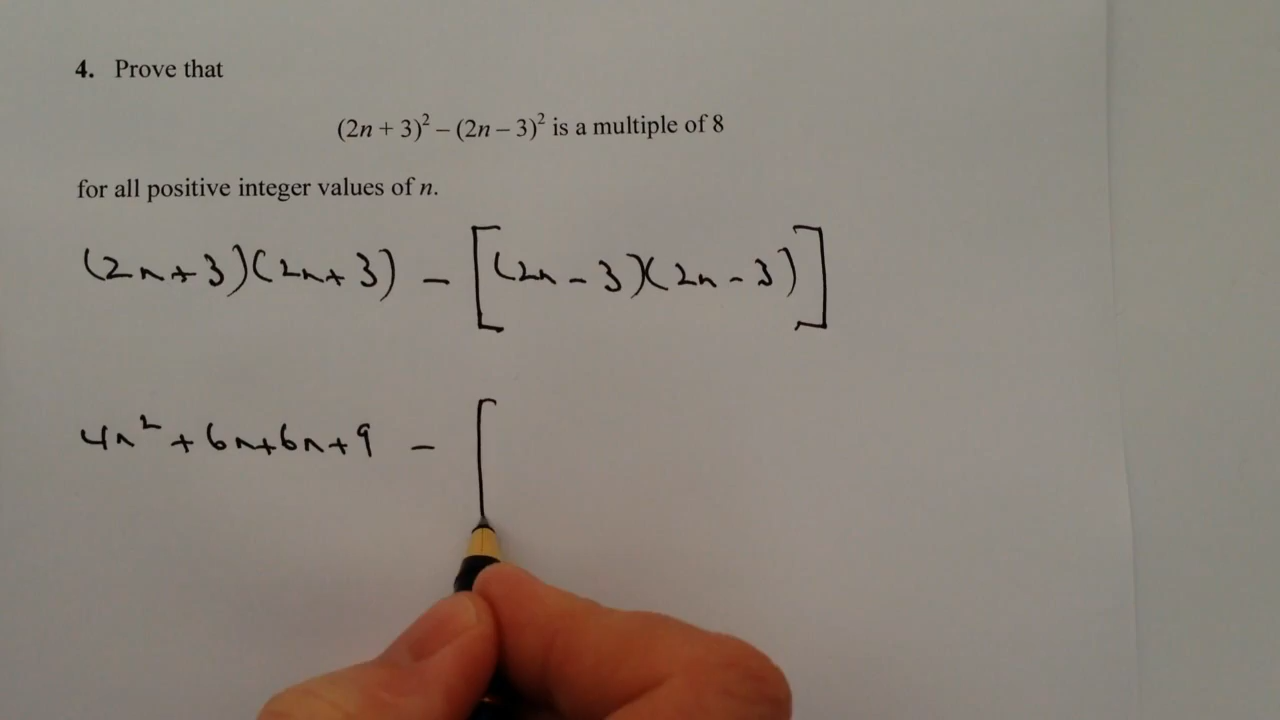 4. Prove that
(2n + 3)² – (2n – 3)² is a multiple of 8
for all positive integer values of n.
(2n+3)(2n+3) - [(2n-3)(2n-3)]
4n² + 6n+6n+9 - [